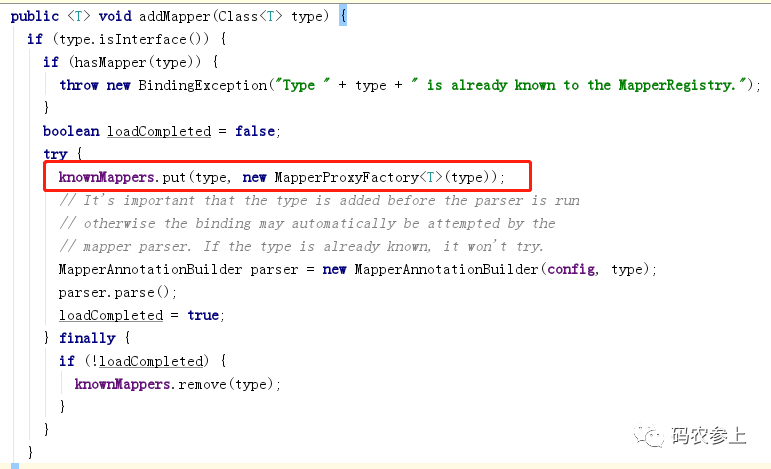 public <T> void addMapper(Class<T> type) {
  if (type.isInterface()) {
    if (hasMapper(type)) {
      throw new BindingException("Type " + type + " is already known to the MapperRegistry.");
    }
    boolean loadCompleted = false;
    try {
      knownMappers.put(type, new MapperProxyFactory<T>(type));
      // It's important that the type is added before the parser is run
      // otherwise the binding may automatically be attempted by the
      // mapper parser. If the type is already known, it won't try.
      MapperAnnotationBuilder parser = new MapperAnnotationBuilder(config, type);
      parser.parse();
      loadCompleted = true;
    } finally {
      if (!loadCompleted) {
        knownMappers.remove(type);
      }
    }
  }
码农参上